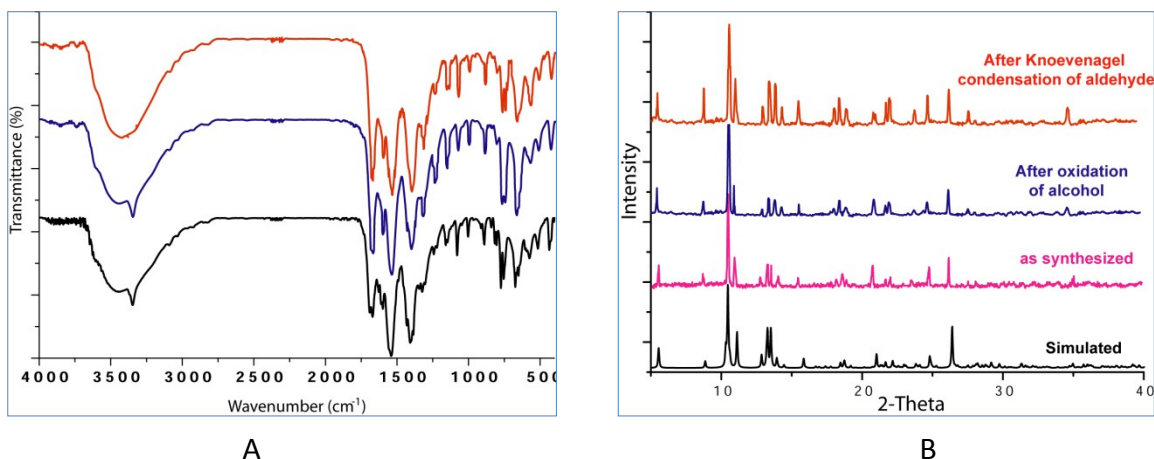 Transmittance (%)
4000 3500 3000 2500 2000 1500 1000 500
Wavenumber (cm⁻¹)
A
Intensity
After Knoevenagel
condensation of aldehyde
After oxidation
of alcohol
as synthesized
Simulated
10 20 30 40
2-Theta
B